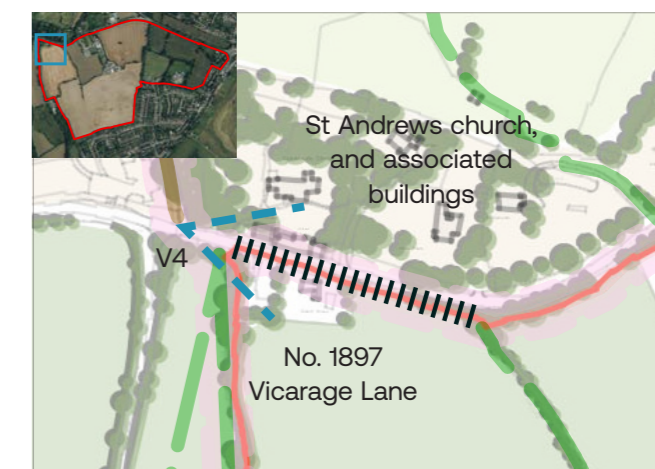 St Andrews church,
and associated
buildings
V4
No. 1897
Vicarage Lane